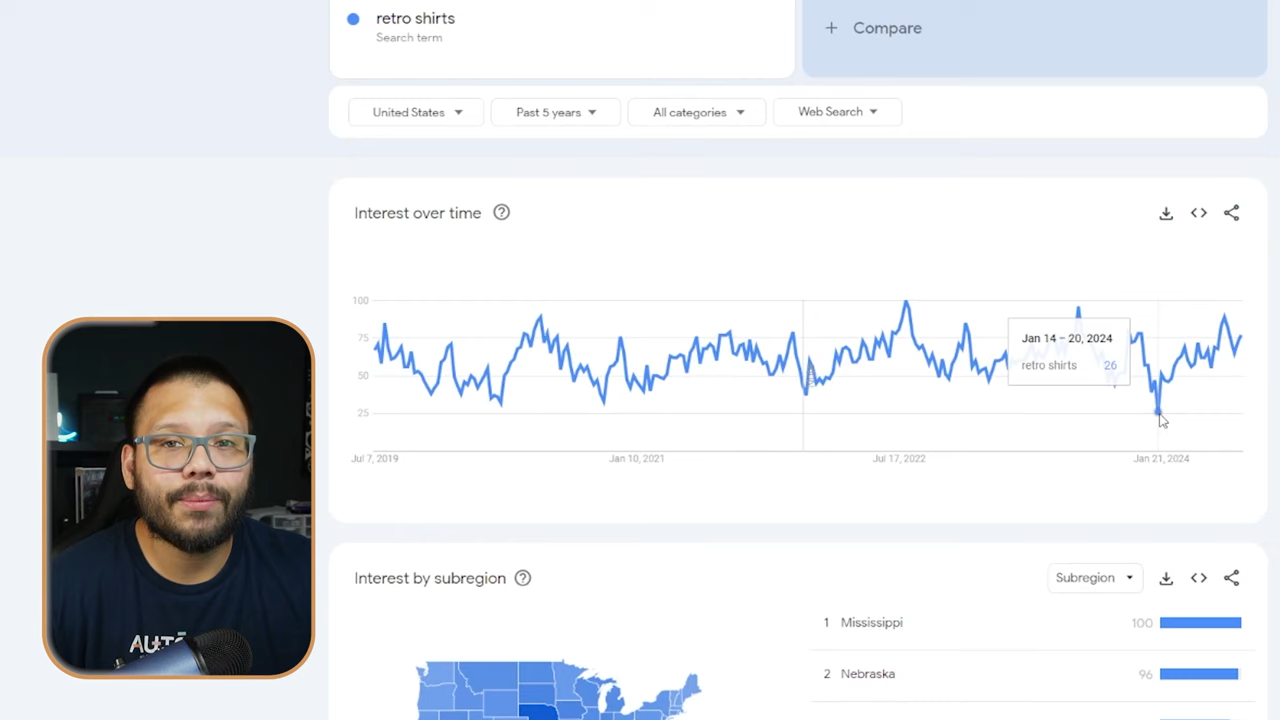 retro shirts
Search term
+ Compare
United States
Past 5 years
All categories
Web Search
Interest over time
100
75
50
25
Jan 14 – 20, 2024
retro shirts 26
Jul 7, 2019
Jan 10, 2021
Jul 17, 2022
Jan 21, 2024
Interest by subregion
Subregion
1 Mississippi 100
2 Nebraska 96